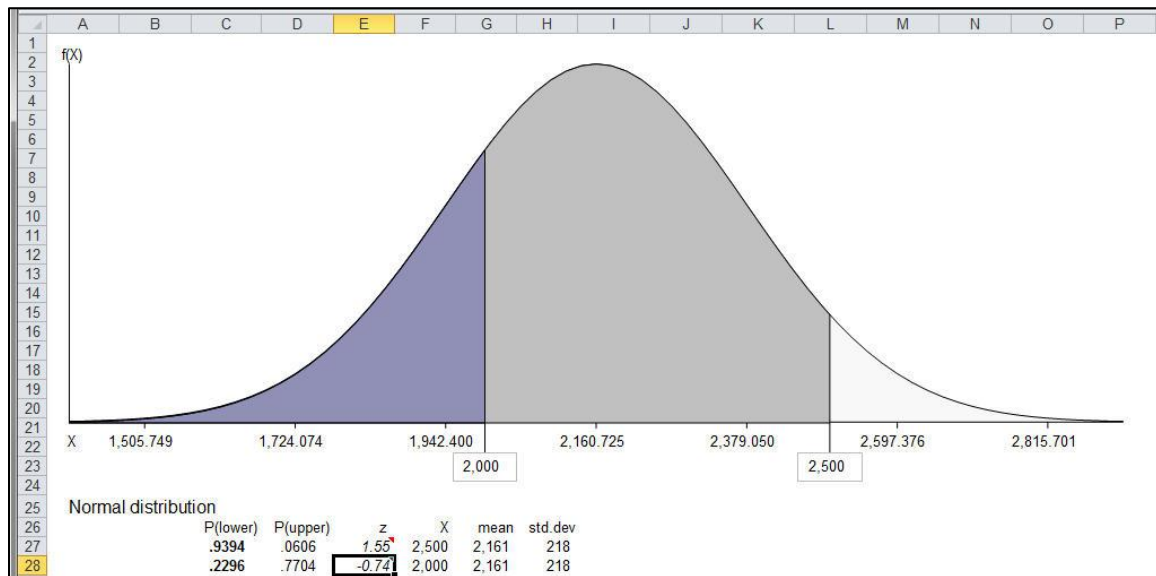 A B C D E F G H I J K L M N O P
1
f(X)
2
3
4
5
6
7
8
9
10
11
12
13
14
15
16
17
18
19
20
21
X 1,505.749 1,724.074 1,942.400 2,160.725 2,379.050 2,597.376 2,815.701
22
23 2,000 2,500
24
25 Normal distribution
26 P(lower) P(upper) z X mean std.dev
27 .9394 .0606 1.55 2,500 2,161 218
28 .2296 .7704 -0.74 2,000 2,161 218